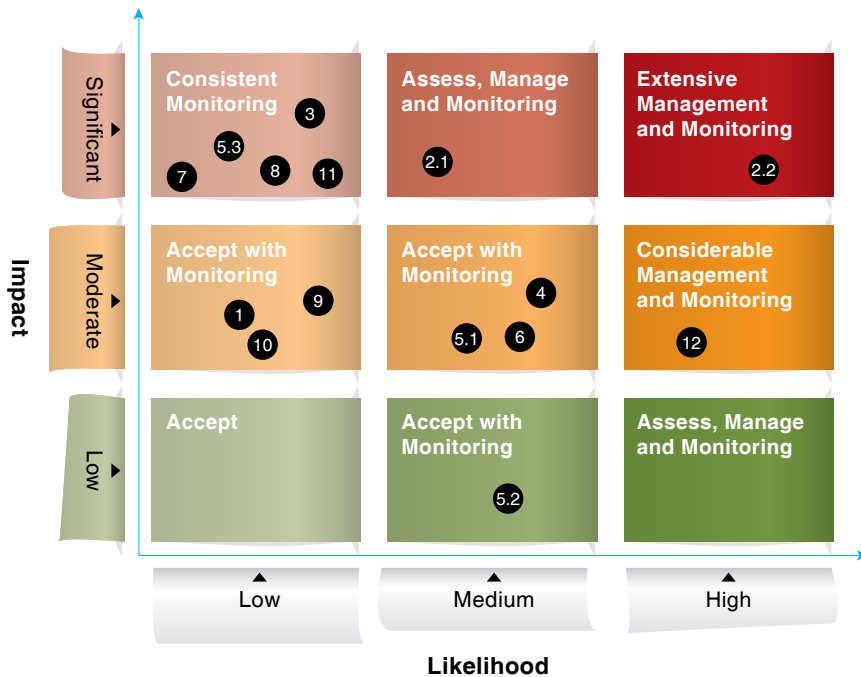 Impact
Significant
Consistent
Monitoring
3
5.3
7
8
11
Assess, Manage
and Monitoring
2.1
Extensive
Management
and Monitoring
2.2
Moderate
Accept with
Monitoring
1
9
10
Accept with
Monitoring
4
5.1
6
Considerable
Management
and Monitoring
12
Low
Accept
Accept with
Monitoring
5.2
Assess, Manage
and Monitoring
Low
Medium
High
Likelihood